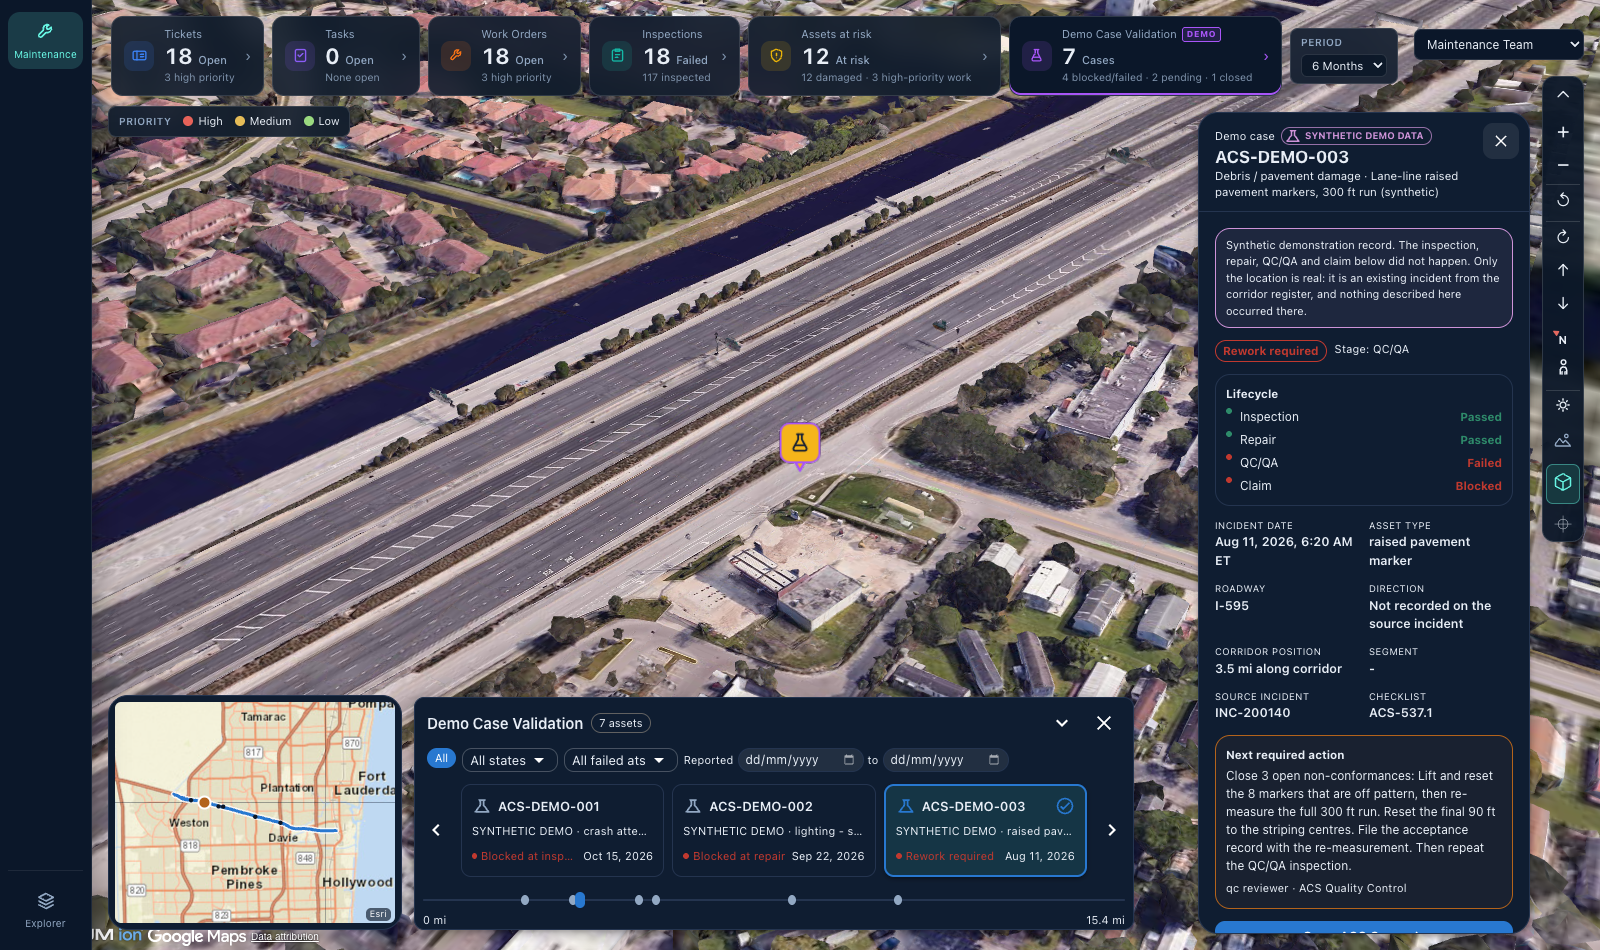 Maintenance
Tickets
18 Open
3 high priority
Tasks
0 Open
None open
Work Orders
18 Open
3 high priority
Inspections
18 Failed
117 inspected
Assets at risk
12 At risk
12 damaged · 3 high-priority work
Demo Case Validation DEMO
7 Cases
4 blocked/failed · 2 pending · 1 closed
PERIOD
6 Months
Maintenance Team
PRIORITY High Medium Low
Demo case SYNTHETIC DEMO DATA
ACS-DEMO-003
Debris / pavement damage · Lane-line raised
pavement markers, 300 ft run (synthetic)
Synthetic demonstration record. The inspection,
repair, QC/QA and claim below did not happen. Only
the location is real: it is an existing incident from the
corridor register, and nothing described here
occurred there.
Rework required Stage: QC/QA
Lifecycle
Inspection Passed
Repair Passed
QC/QA Failed
Claim Blocked
INCIDENT DATE
Aug 11, 2026, 6:20 AM
ET
ASSET TYPE
raised pavement
marker
ROADWAY
I-595
DIRECTION
Not recorded on the
source incident
CORRIDOR POSITION
3.5 mi along corridor
SEGMENT
-
SOURCE INCIDENT
INC-200140
CHECKLIST
ACS-537.1
Next required action
Close 3 open non-conformances: Lift and reset
the 8 markers that are off pattern, then re-
measure the full 300 ft run. Reset the final 90 ft
to the striping centres. File the acceptance
record with the re-measurement. Then repeat
the QC/QA inspection.
qc reviewer · ACS Quality Control
N
Demo Case Validation 7 assets
All All states All failed ats Reported dd/mm/yyyy to dd/mm/yyyy
ACS-DEMO-001
SYNTHETIC DEMO · crash atte...
Blocked at insp... Oct 15, 2026
ACS-DEMO-002
SYNTHETIC DEMO · lighting - s...
Blocked at repair Sep 22, 2026
ACS-DEMO-003
SYNTHETIC DEMO · raised pav...
Rework required Aug 11, 2026
0 mi 15.4 mi
Tamarac
817
870
Fort
Plantation
Weston
Davie
818
848
Pembroke
Pines
Hollywood
820
823
Esri
Explorer
ion Google Maps Data attribution